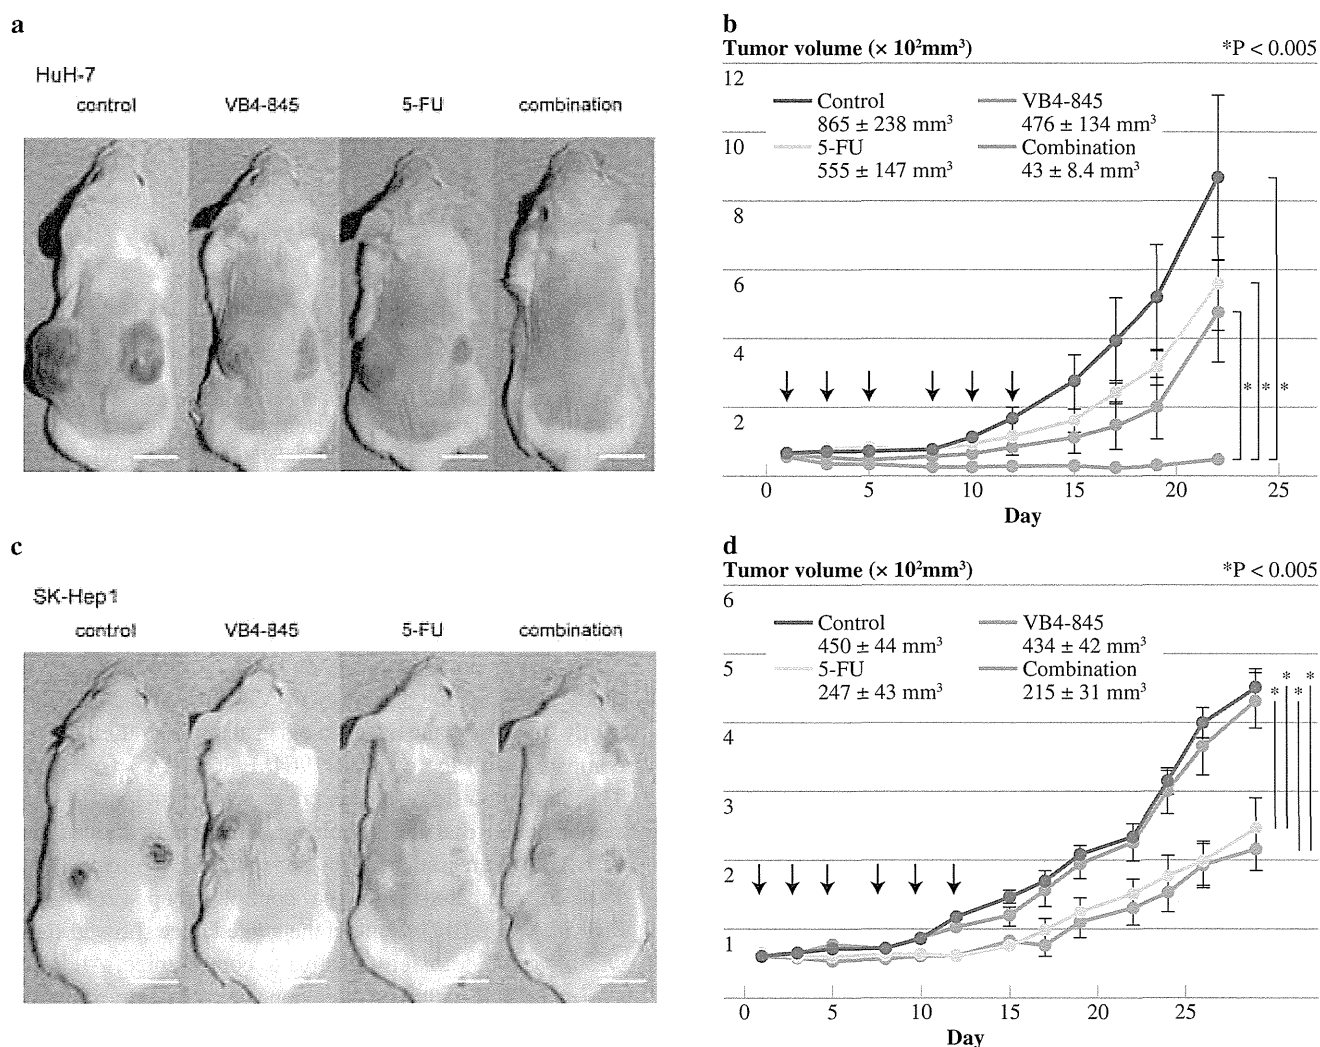 a
HuH-7
control VB4-845 5-FU combination
b
Tumor volume (× 10²mm³) *P < 0.005
12
10
8
6
4
2
Control
865 ± 238 mm³
VB4-845
476 ± 134 mm³
5-FU
555 ± 147 mm³
Combination
43 ± 8.4 mm³
* * *
0 5 10 15 20 25
Day
c
SK-Hep1
control VB4-845 5-FU combination
d
Tumor volume (× 10²mm³) *P < 0.005
6
5
4
3
2
1
Control
450 ± 44 mm³
VB4-845
434 ± 42 mm³
5-FU
247 ± 43 mm³
Combination
215 ± 31 mm³
* * * *
0 5 10 15 20 25
Day